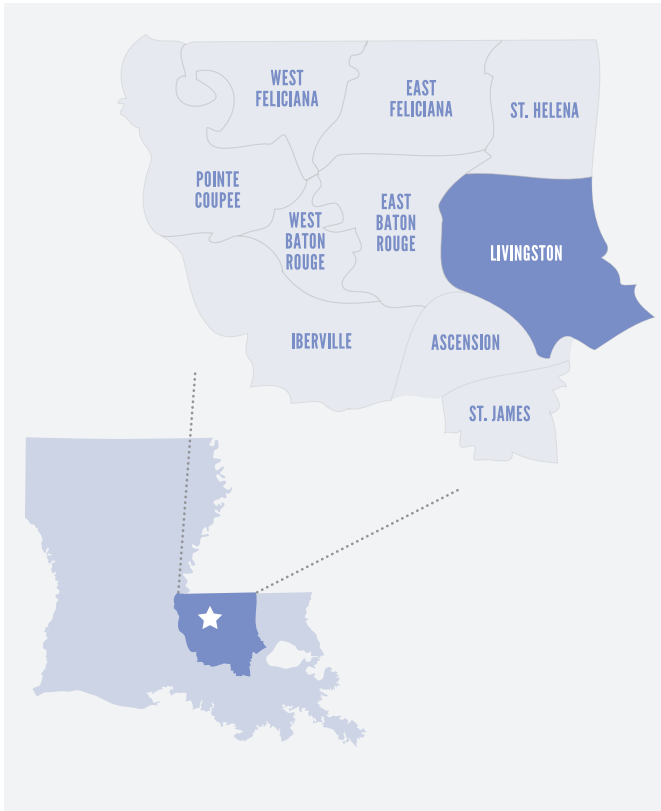 WEST
FELICIANA
EAST
FELICIANA
ST. HELENA
POINTE
COUPEE
WEST
BATON
ROUGE
EAST
BATON
ROUGE
LIVINGSTON
IBERVILLE
ASCENSION
ST. JAMES